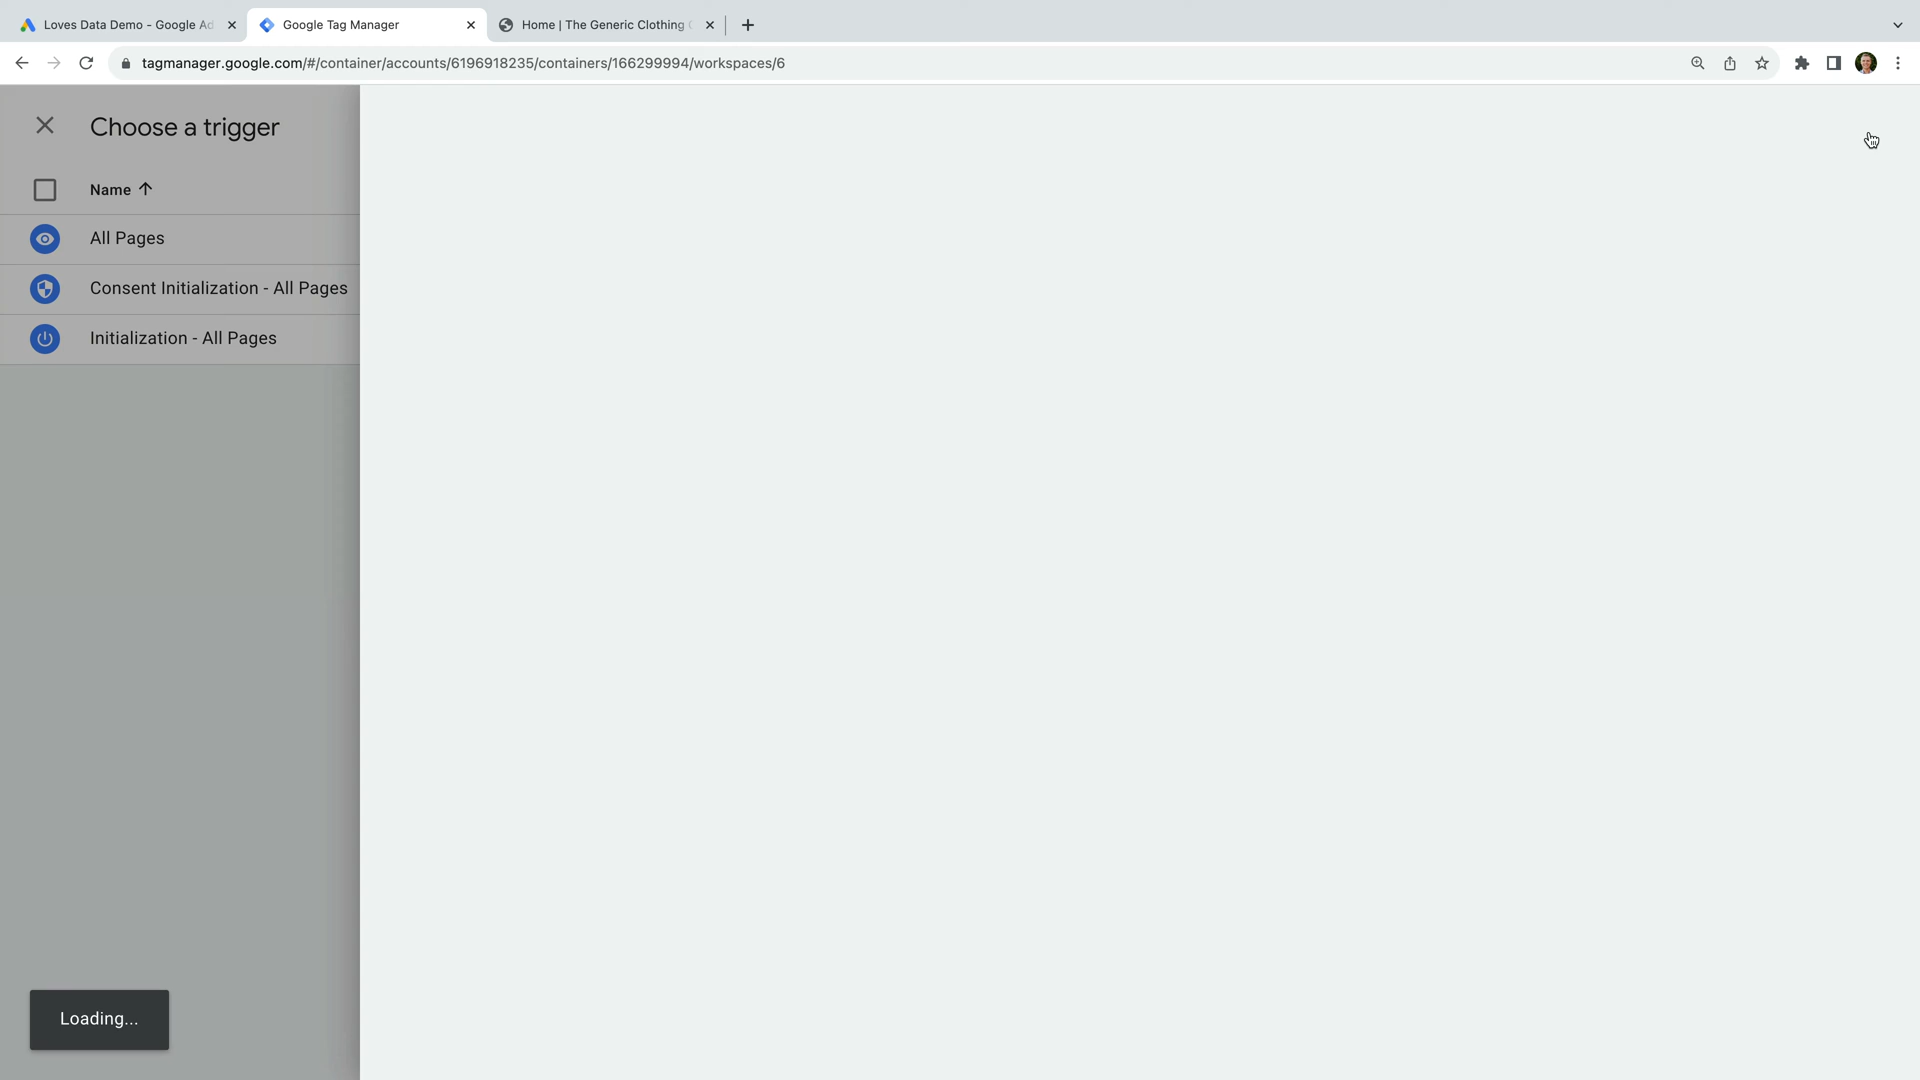 Loves Data Demo - Google Ad
Google Tag Manager
Home | The Generic Clothing
tagmanager.google.com/#/container/accounts/6196918235/containers/166299994/workspaces/6
Choose a trigger
Name
All Pages
Consent Initialization - All Pages
Initialization - All Pages
Loading...